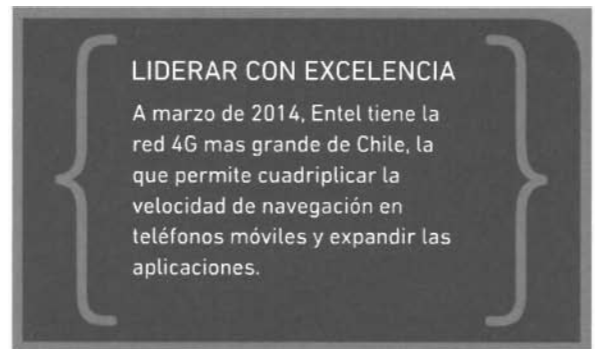 LIDERAR CON EXCELENCIA
A marzo de 2014, Entel tiene la
red 4G mas grande de Chile, la
que permite cuadriplicar la
velocidad de navegación en
teléfonos móviles y expandir las
aplicaciones.